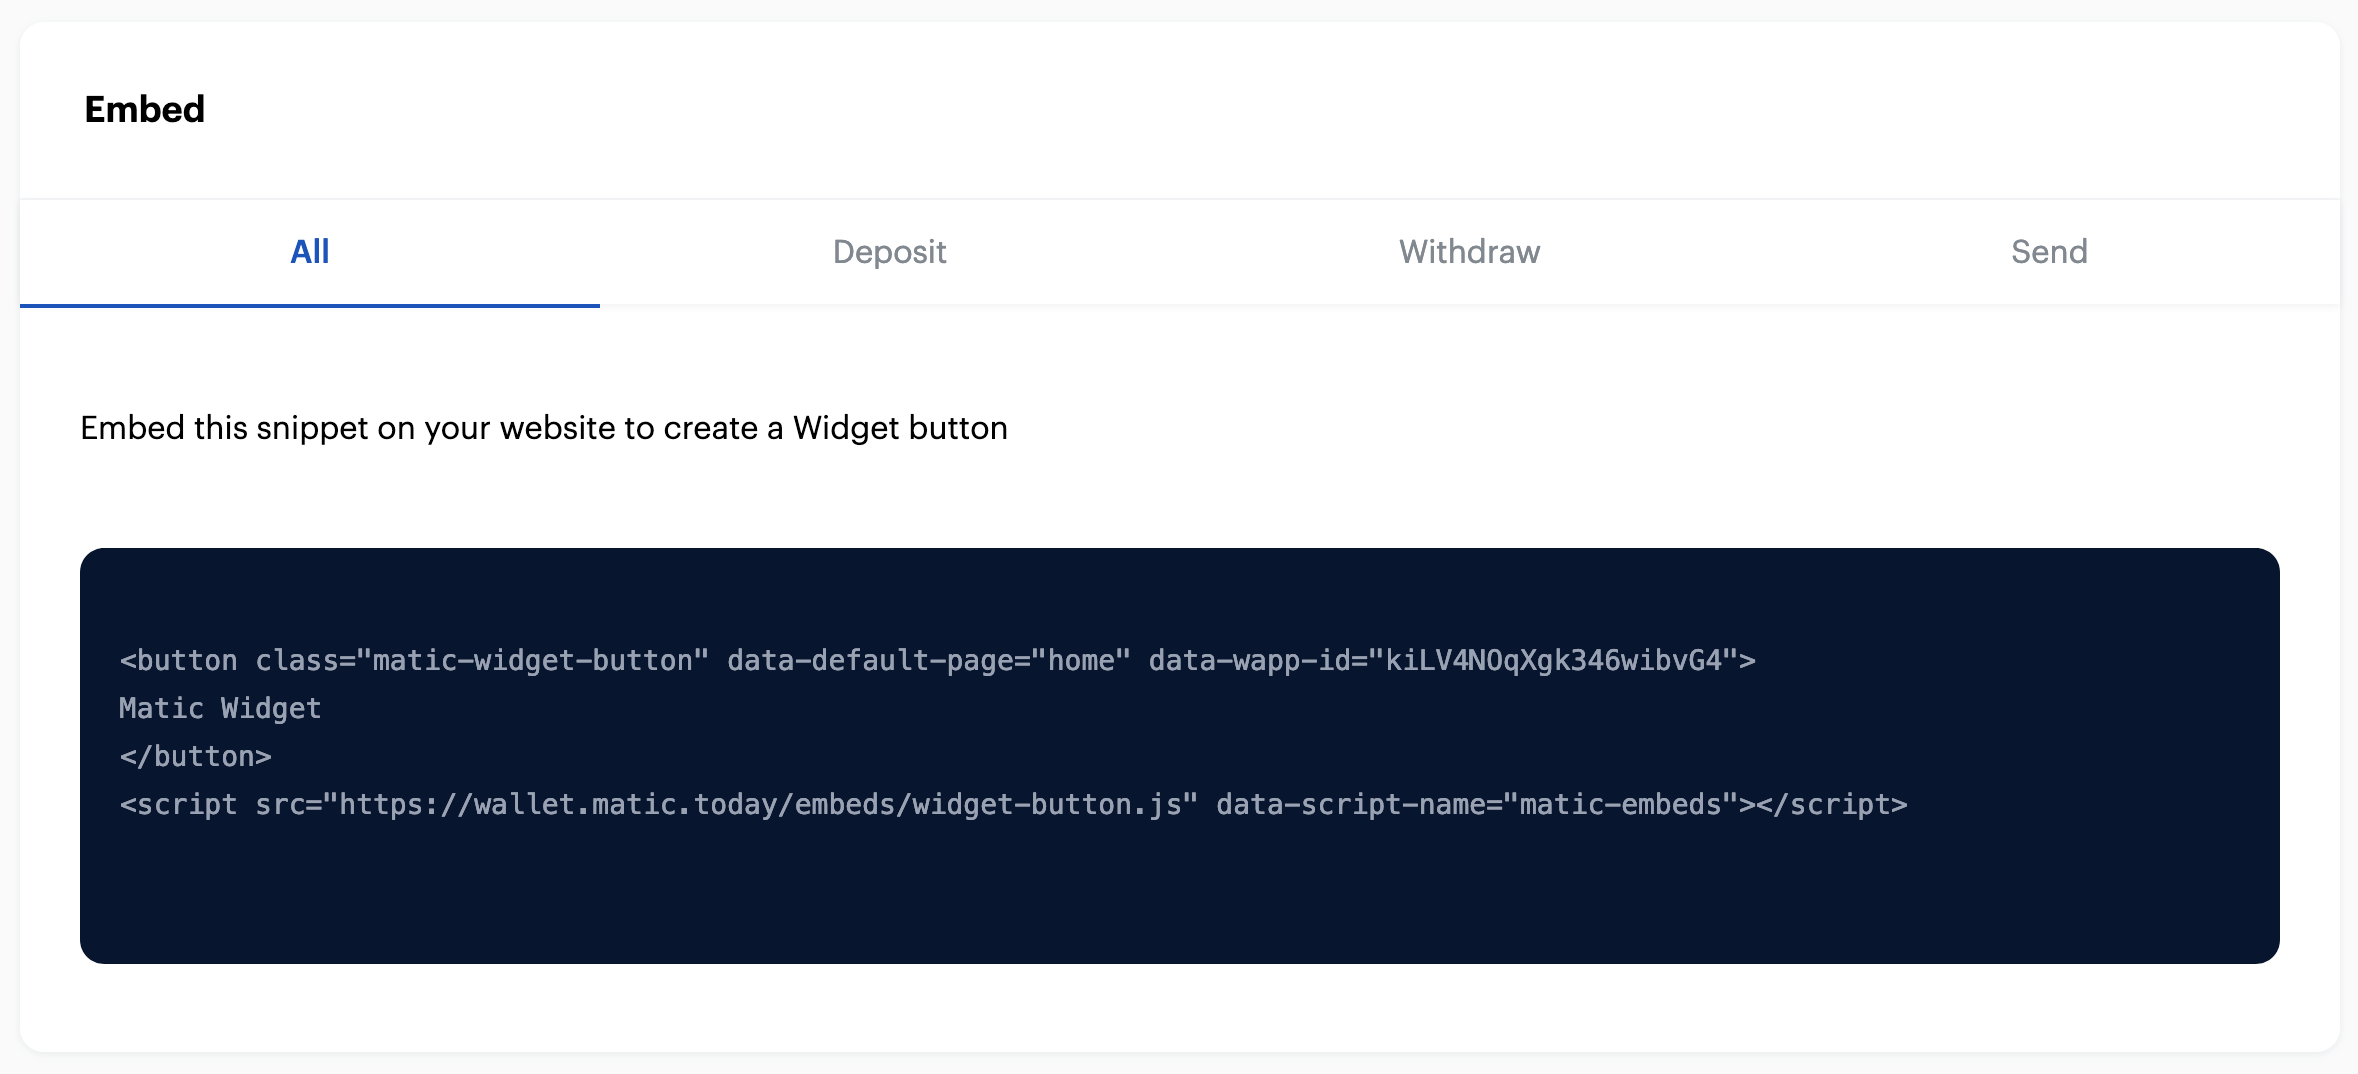 Embed
All Deposit Withdraw Send
Embed this snippet on your website to create a Widget button
<button class="matic-widget-button" data-default-page="home" data-wapp-id="kiLV4NOqXgk346wibvG4">
Matic Widget
</button>
<script src="https://wallet.matic.today/embeds/widget-button.js" data-script-name="matic-embeds"></script>